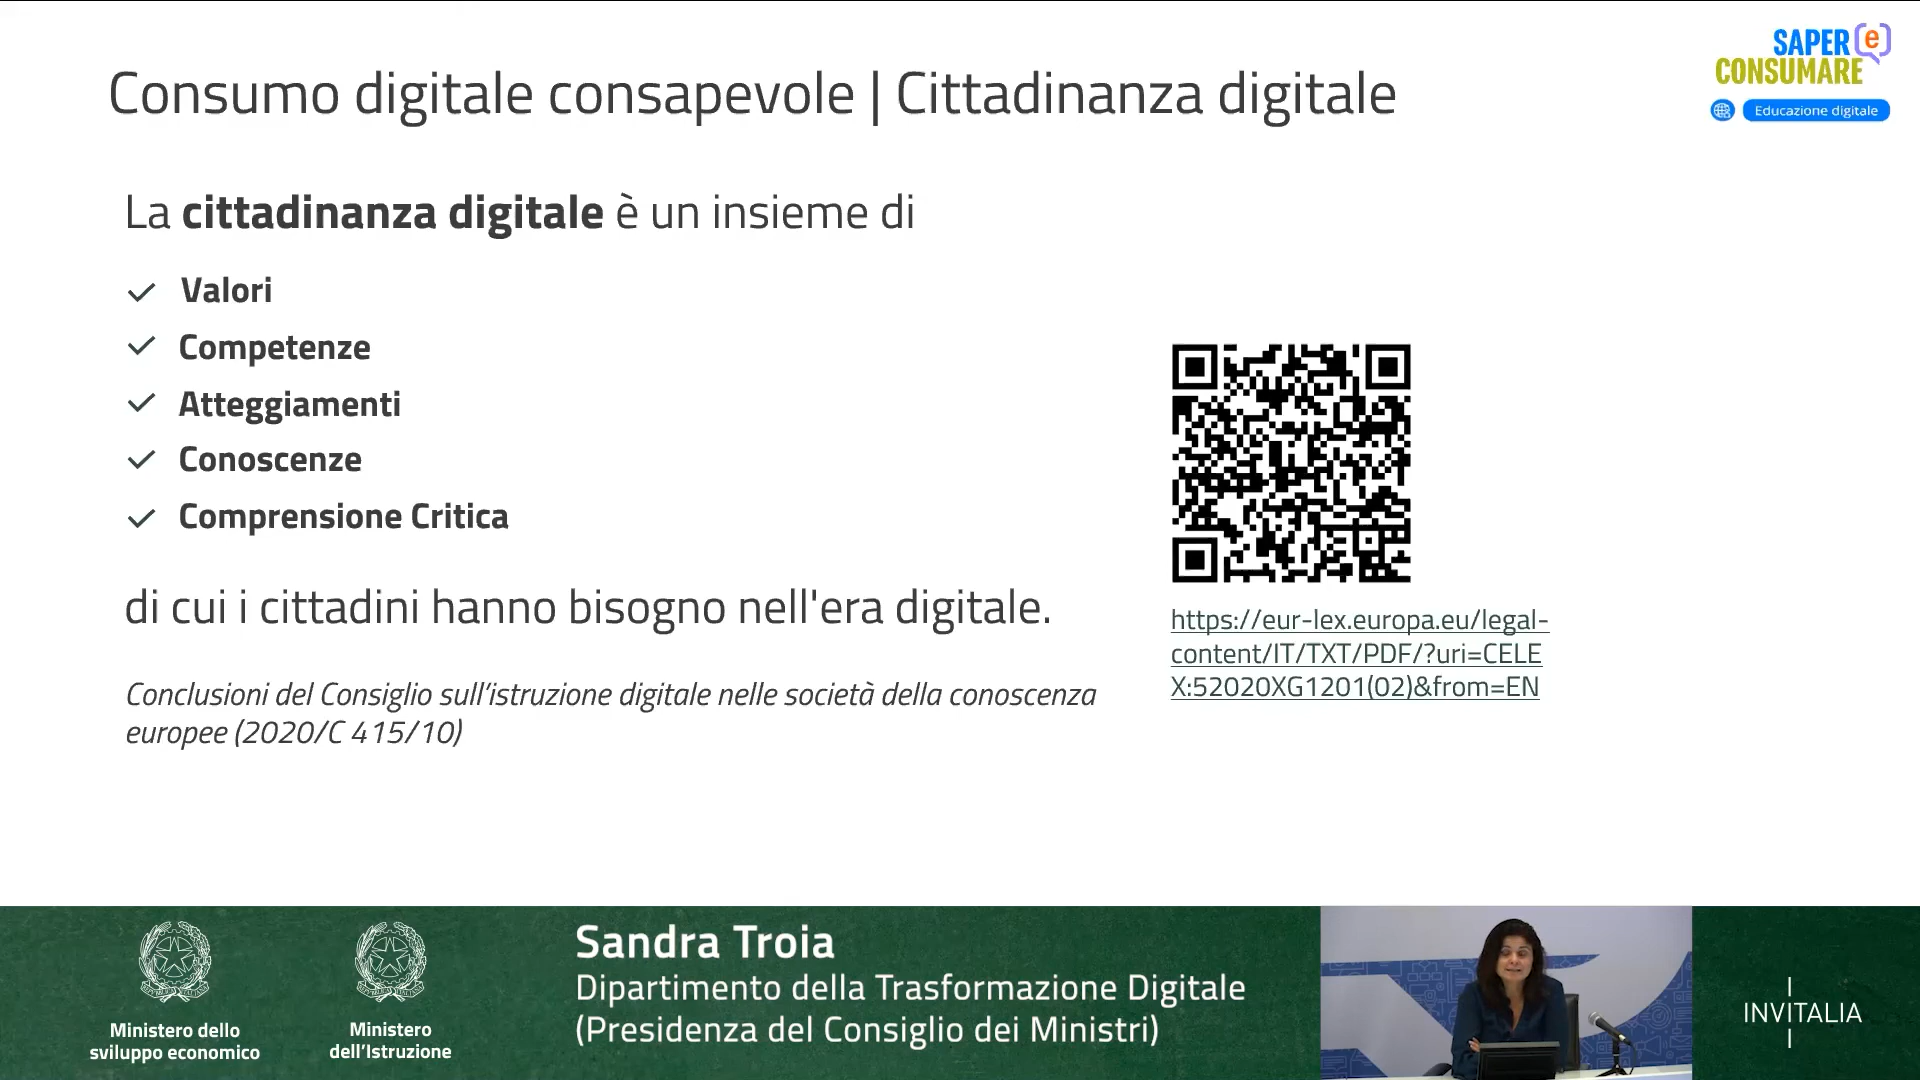 SAPER e
CONSUMARE
Educazione digitale
Consumo digitale consapevole | Cittadinanza digitale
La cittadinanza digitale è un insieme di
Valori
Competenze
Atteggiamenti
Conoscenze
Comprensione Critica
di cui i cittadini hanno bisogno nell'era digitale.
Conclusioni del Consiglio sull’istruzione digitale nelle società della conoscenza
europee (2020/C 415/10)
https://eur-lex.europa.eu/legal-
content/IT/TXT/PDF/?uri=CELE
X:52020XG1201(02)&from=EN
Ministero dello
sviluppo economico
Ministero
dell’Istruzione
Sandra Troia
Dipartimento della Trasformazione Digitale
(Presidenza del Consiglio dei Ministri)
INVITALIA